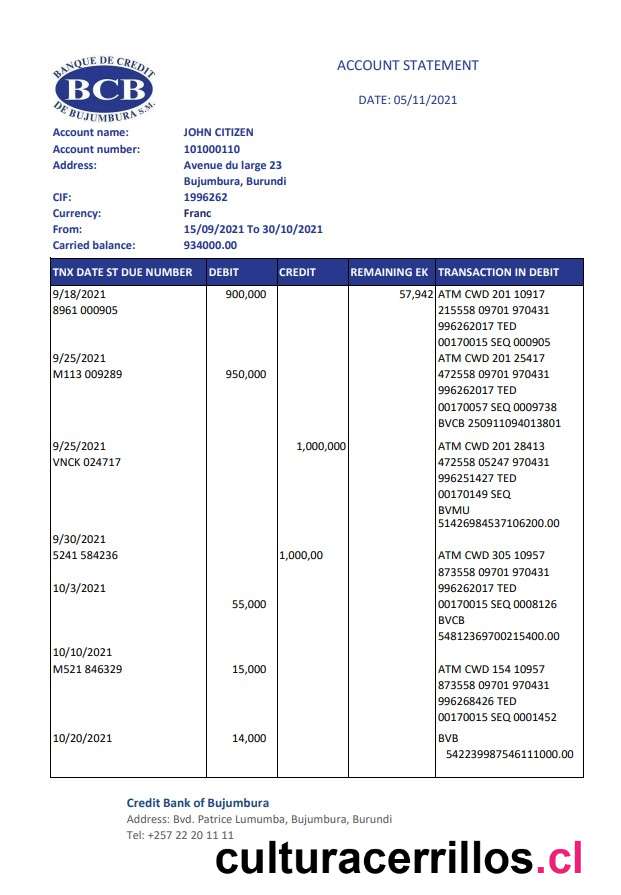 BANQUE DE CREDIT
BCB
DE BUJUMBURA S.M.
ACCOUNT STATEMENT
DATE: 05/11/2021
Account name: JOHN CITIZEN
Account number: 101000110
Address: Avenue du large 23
Bujumbura, Burundi
CIF: 1996262
Currency: Franc
From: 15/09/2021 To 30/10/2021
Carried balance: 934000.00
TNX DATE ST DUE NUMBER DEBIT CREDIT REMAINING EK TRANSACTION IN DEBIT
9/18/2021 900,000 57,942 ATM CWD 201 10917
8961 000905 215558 09701 970431
996262017 TED
00170015 SEQ 000905
9/25/2021 ATM CWD 201 25417
M113 009289 950,000 472558 09701 970431
996262017 TED
00170057 SEQ 0009738
BVCB 250911094013801
9/25/2021 1,000,000 ATM CWD 201 28413
VNCK 024717 472558 05247 970431
996251427 TED
00170149 SEQ
BVMU
51426984537106200.00
9/30/2021
5241 584236 1,000,00 ATM CWD 305 10957
873558 09701 970431
10/3/2021 996262017 TED
55,000 00170015 SEQ 0008126
BVCB
54812369700215400.00
10/10/2021
M521 846329 15,000 ATM CWD 154 10957
873558 09701 970431
996268426 TED
00170015 SEQ 0001452
10/20/2021 14,000 BVB
542239987546111000.00
Credit Bank of Bujumbura
Address: Bvd. Patrice Lumumba, Bujumbura, Burundi
Tel: +257 22 20 11 11
culturacerrillos.cl